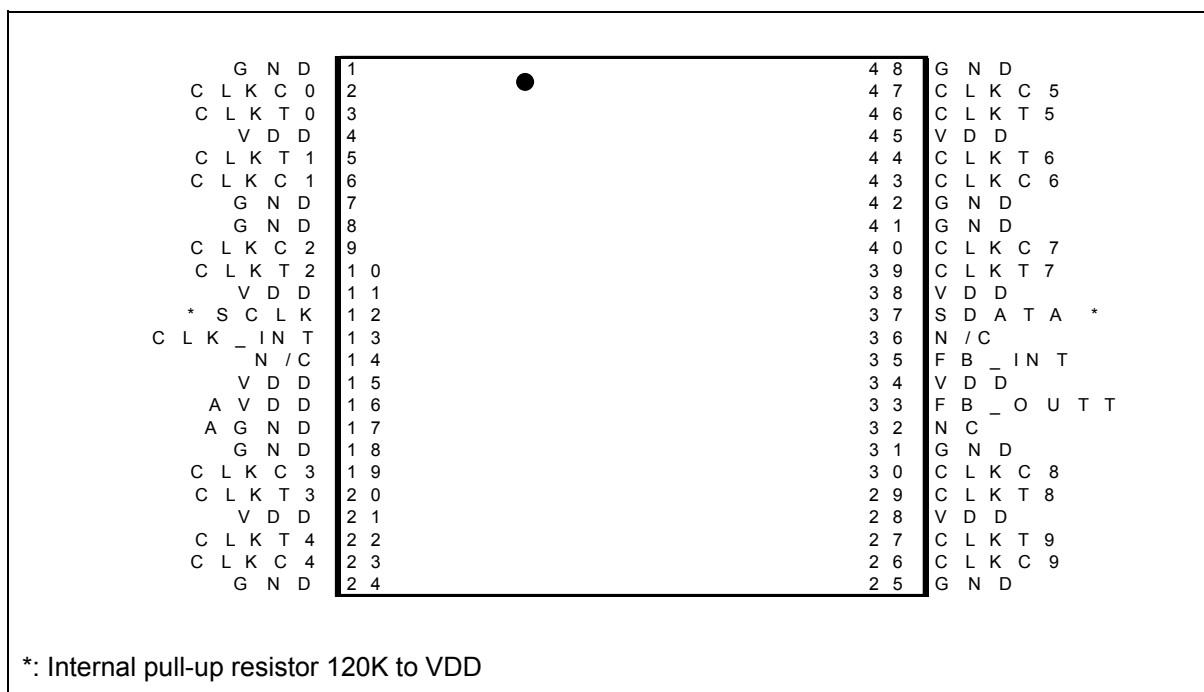 GND 1 48 GND
CLKC0 2 47 CLKC5
CLKT0 3 46 CLKT5
VDD 4 45 VDD
CLKT1 5 44 CLKT6
CLKC1 6 43 CLKC6
GND 7 42 GND
GND 8 41 GND
CLKC2 9 40 CLKC7
CLKT2 10 39 CLKT7
VDD 11 38 VDD
*SCLK 12 37 SDATA*
CLK_INT 13 36 N/C
N/C 14 35 FB_INT
VDD 15 34 VDD
AVDD 16 33 FB_OUTT
AGND 17 32 NC
GND 18 31 GND
CLKC3 19 30 CLKC8
CLKT3 20 29 CLKT8
VDD 21 28 VDD
CLKT4 22 27 CLKT9
CLKC4 23 26 CLKC9
GND 24 25 GND
*: Internal pull-up resistor 120K to VDD